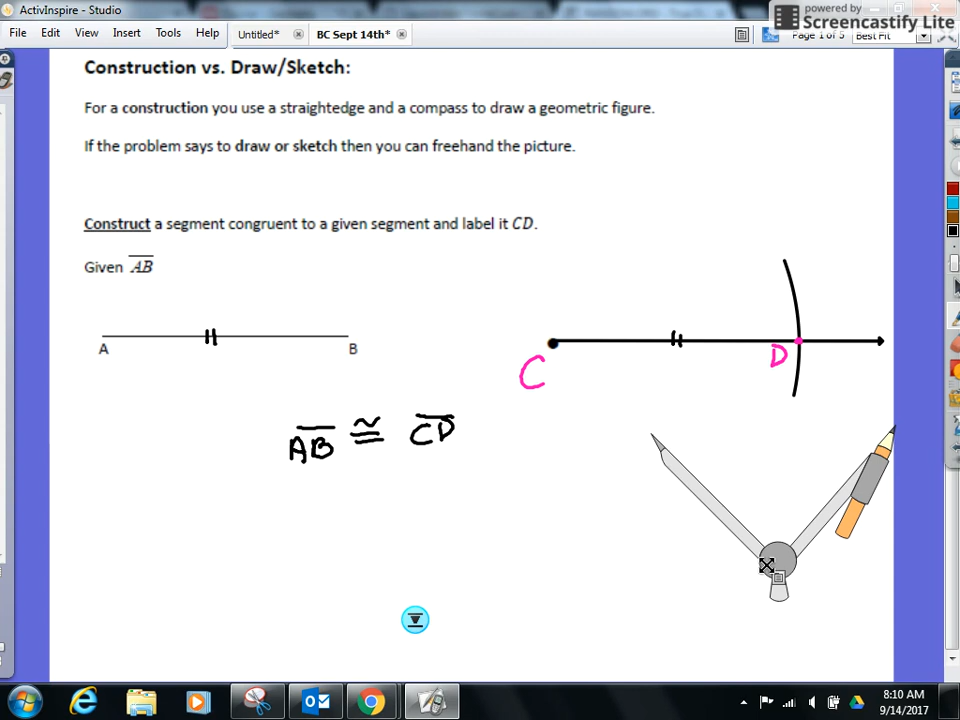 ActivInspire - Studio
powered by
Screencastify Lite
File Edit View Insert Tools Help Untitled* BC Sept 14th* Page 1 of 5 Best Fit
Construction vs. Draw/Sketch:
For a construction you use a straightedge and a compass to draw a geometric figure.
If the problem says to draw or sketch then you can freehand the picture.
Construct a segment congruent to a given segment and label it CD.
Given AB
A B
C D
AB ≅ CD
8:10 AM
9/14/2017